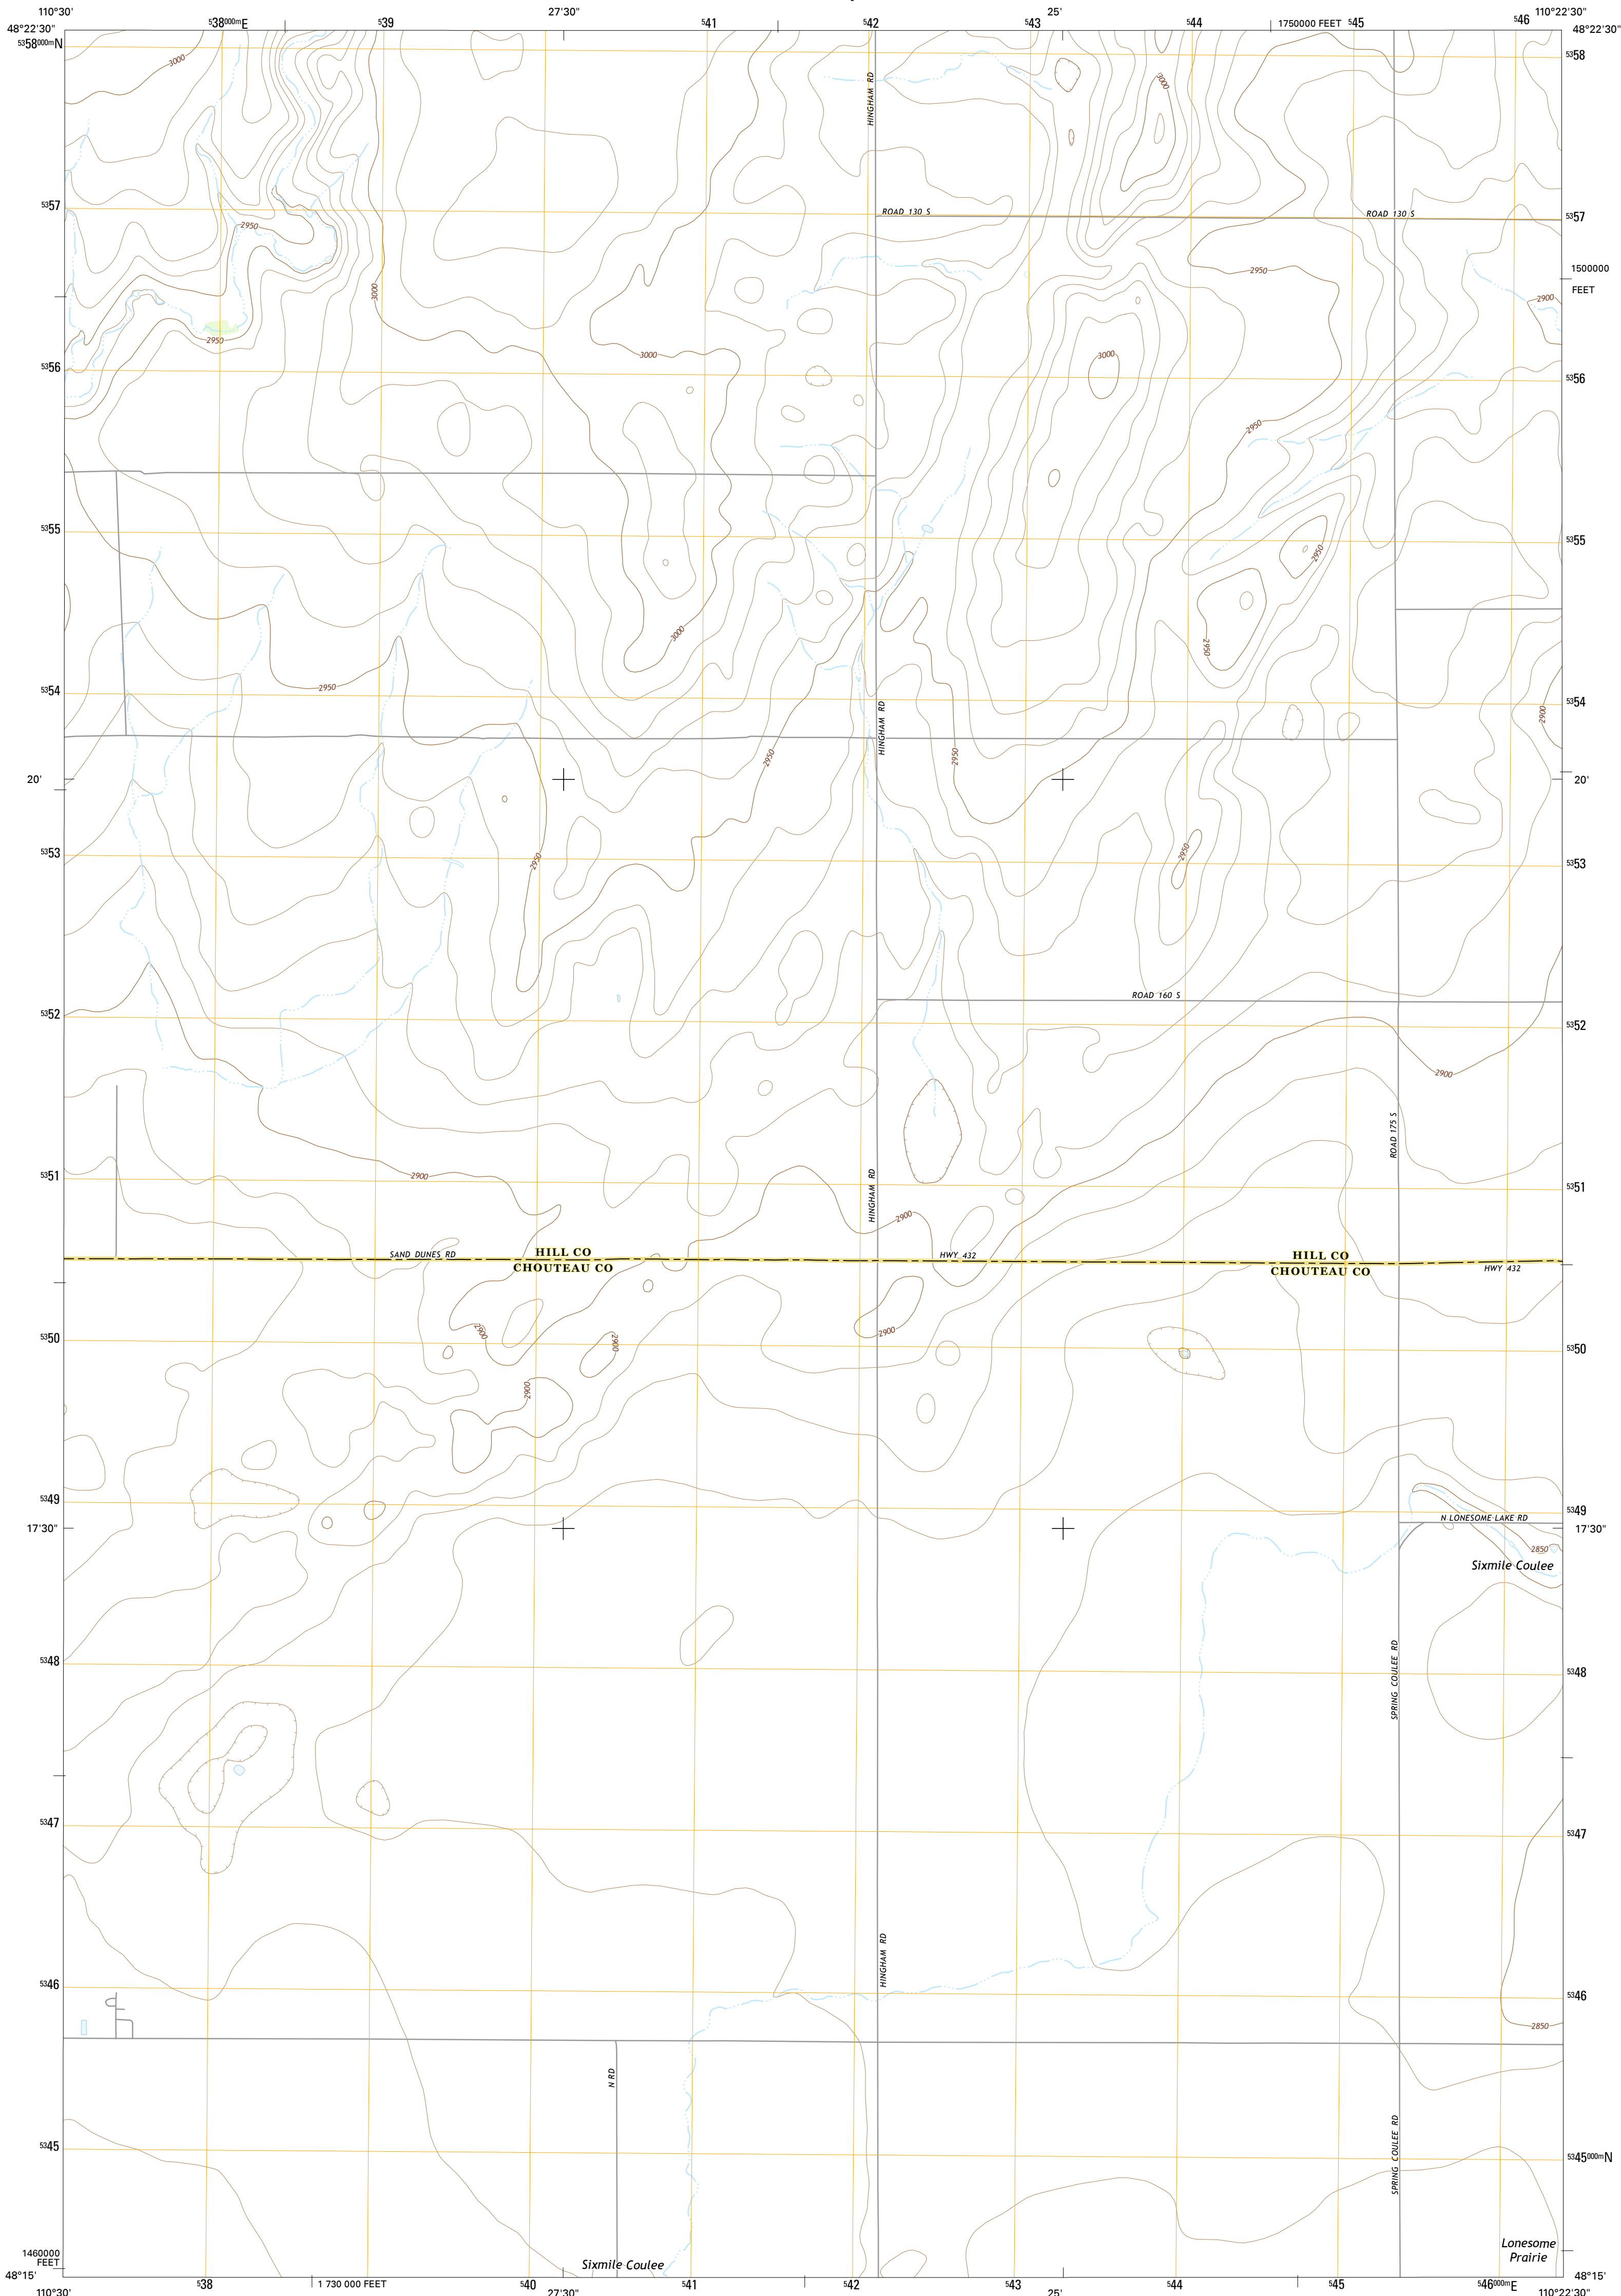 110°30' 27'30" 25' 110°22'30"
⁵38⁰⁰⁰ᵐE ⁵39 ⁵41 ⁵42 ⁵43 ⁵44 1750000 FEET ⁵45 ⁵46
48°22'30" 48°22'30"
⁵³58⁰⁰⁰ᵐN ⁵³58
3000
HINGHAM RD
3000
⁵³57 ROAD 130 S ROAD 130 S ⁵³57
2950
2950 1500000
FEET
3000 2900
2950
3000 3000
⁵³56 ⁵³56
2950
⁵³55 ⁵³55
2950
3000
2950
2950
⁵³54 ⁵³54
HINGHAM RD
2900
2950 2950
20' 20'
⁵³53 2950 2950 ⁵³53
ROAD 160 S
⁵³52 ⁵³52
2900
ROAD 175 S
⁵³51 2900 ⁵³51
HINGHAM RD
2900
SAND DUNES RD HILL CO HWY 432 HILL CO
CHOUTEAU CO CHOUTEAU CO HWY 432
2900 2900 2900
⁵³50 ⁵³50
2900
⁵³49 ⁵³49
N LONESOME LAKE RD
17'30" 17'30"
2850
Sixmile Coulee
⁵³48 ⁵³48
SPRING COULEE RD
⁵³47 ⁵³47
HINGHAM RD
⁵³46 ⁵³46
2850
N RD
⁵³45 ⁵³45⁰⁰⁰ᵐN
SPRING COULEE RD
Lonesome
Prairie
1460000
FEET
Sixmile Coulee
48°15' 48°15'
⁵38 1 730 000 FEET ⁵40 ⁵41 ⁵42 ⁵43 ⁵44 ⁵45 ⁵46⁰⁰⁰ᵐE
110°30' 27'30" 25' 110°22'30"